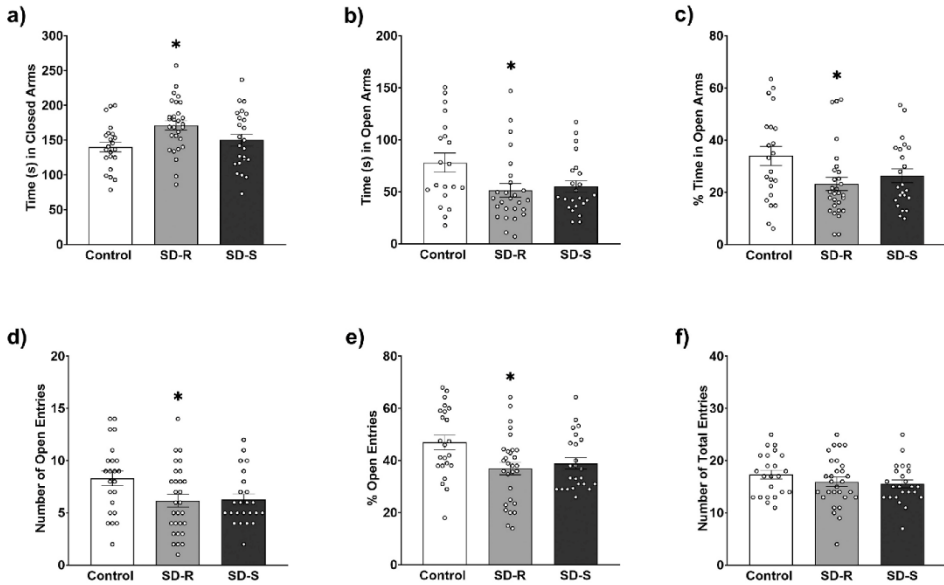 a)
Time (s) in Closed Arms
300
250
200
150
100
50
0
*
Control SD-R SD-S
b)
Time (s) in Open Arms
200
150
100
50
0
*
Control SD-R SD-S
c)
% Time in Open Arms
80
60
40
20
0
*
Control SD-R SD-S
d)
Number of Open Entries
20
15
10
5
0
*
Control SD-R SD-S
e)
% Open Entries
80
60
40
20
0
*
Control SD-R SD-S
f)
Number of Total Entries
40
30
20
10
0
Control SD-R SD-S